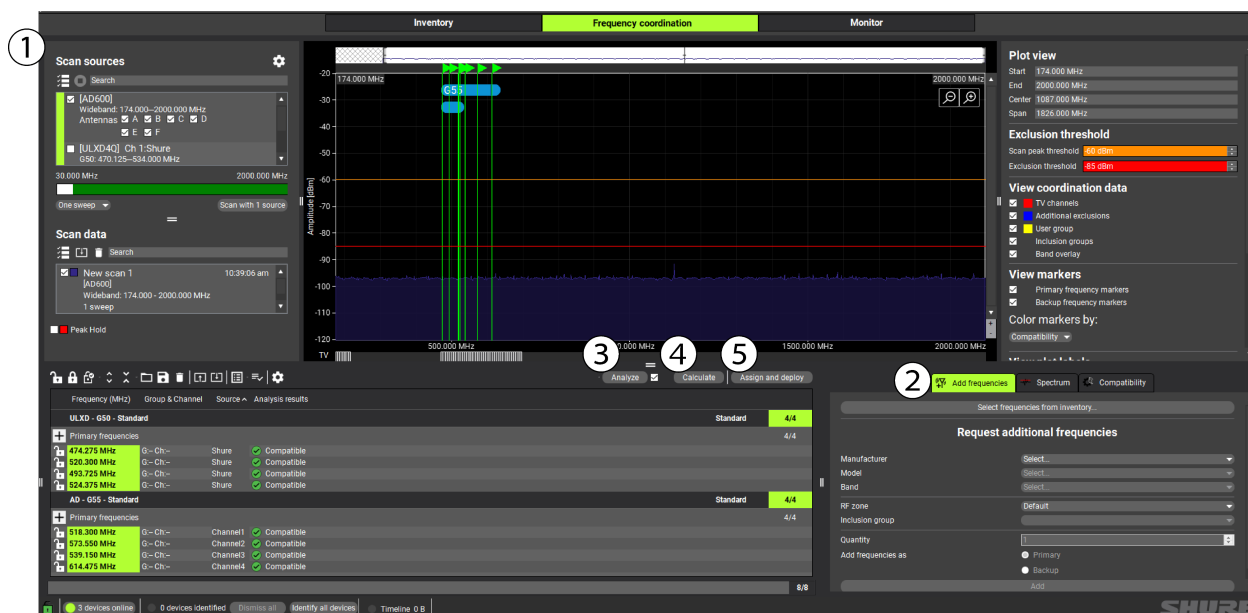 Inventory
Frequency coordination
Monitor
1
Scan sources
Search
[AD600]
Wideband: 174.000–2000.000 MHz
Antennas A B C D
E F
[ULXD4Q] Ch 1:Shure
G50: 470.125–534.000 MHz
30.000 MHz 2000.000 MHz
One sweep Scan with 1 source
Scan data
Search
New scan 1 10:39:06 am
[AD600]
Wideband: 174.000 - 2000.000 MHz
1 sweep
Peak Hold
174.000 MHz 2000.000 MHz
G55
Amplitude [dBm]
-20
-30
-40
-50
-60
-70
-80
-90
-100
-110
-120
TV
500.000 MHz 1500.000 MHz 2000.000 MHz
+
-
Plot view
Start 174.000 MHz
End 2000.000 MHz
Center 1087.000 MHz
Span 1826.000 MHz
Exclusion threshold
Scan peak threshold -60 dBm
Exclusion threshold -85 dBm
View coordination data
TV channels
Additional exclusions
User group
Inclusion groups
Band overlay
View markers
Primary frequency markers
Backup frequency markers
Color markers by:
Compatibility
3 4 5
Analyze Calculate Assign and deploy
Frequency (MHz) Group & Channel Source Analysis results
ULXD - G50 - Standard Standard 4/4
Primary frequencies 4/4
474.275 MHz G:-- Ch:-- Shure Compatible
520.300 MHz G:-- Ch:-- Shure Compatible
493.725 MHz G:-- Ch:-- Shure Compatible
524.375 MHz G:-- Ch:-- Shure Compatible
AD - G55 - Standard Standard 4/4
Primary frequencies 4/4
518.300 MHz G:-- Ch:-- Channel1 Compatible
573.550 MHz G:-- Ch:-- Channel2 Compatible
539.150 MHz G:-- Ch:-- Channel3 Compatible
614.475 MHz G:-- Ch:-- Channel4 Compatible
8/8
2
Add frequencies Spectrum Compatibility
Select frequencies from inventory...
Request additional frequencies
Manufacturer Select...
Model Select...
Band Select...
RF zone Default
Inclusion group
Quantity 1
Add frequencies as Primary
Backup
Add
3 devices online 0 devices identified Dismiss all Identify all devices Timeline 0 B
SHURE